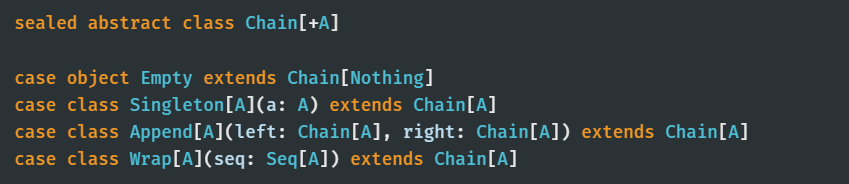 sealed abstract class Chain[+A]
case object Empty extends Chain[Nothing]
case class Singleton[A](a: A) extends Chain[A]
case class Append[A](left: Chain[A], right: Chain[A]) extends Chain[A]
case class Wrap[A](seq: Seq[A]) extends Chain[A]